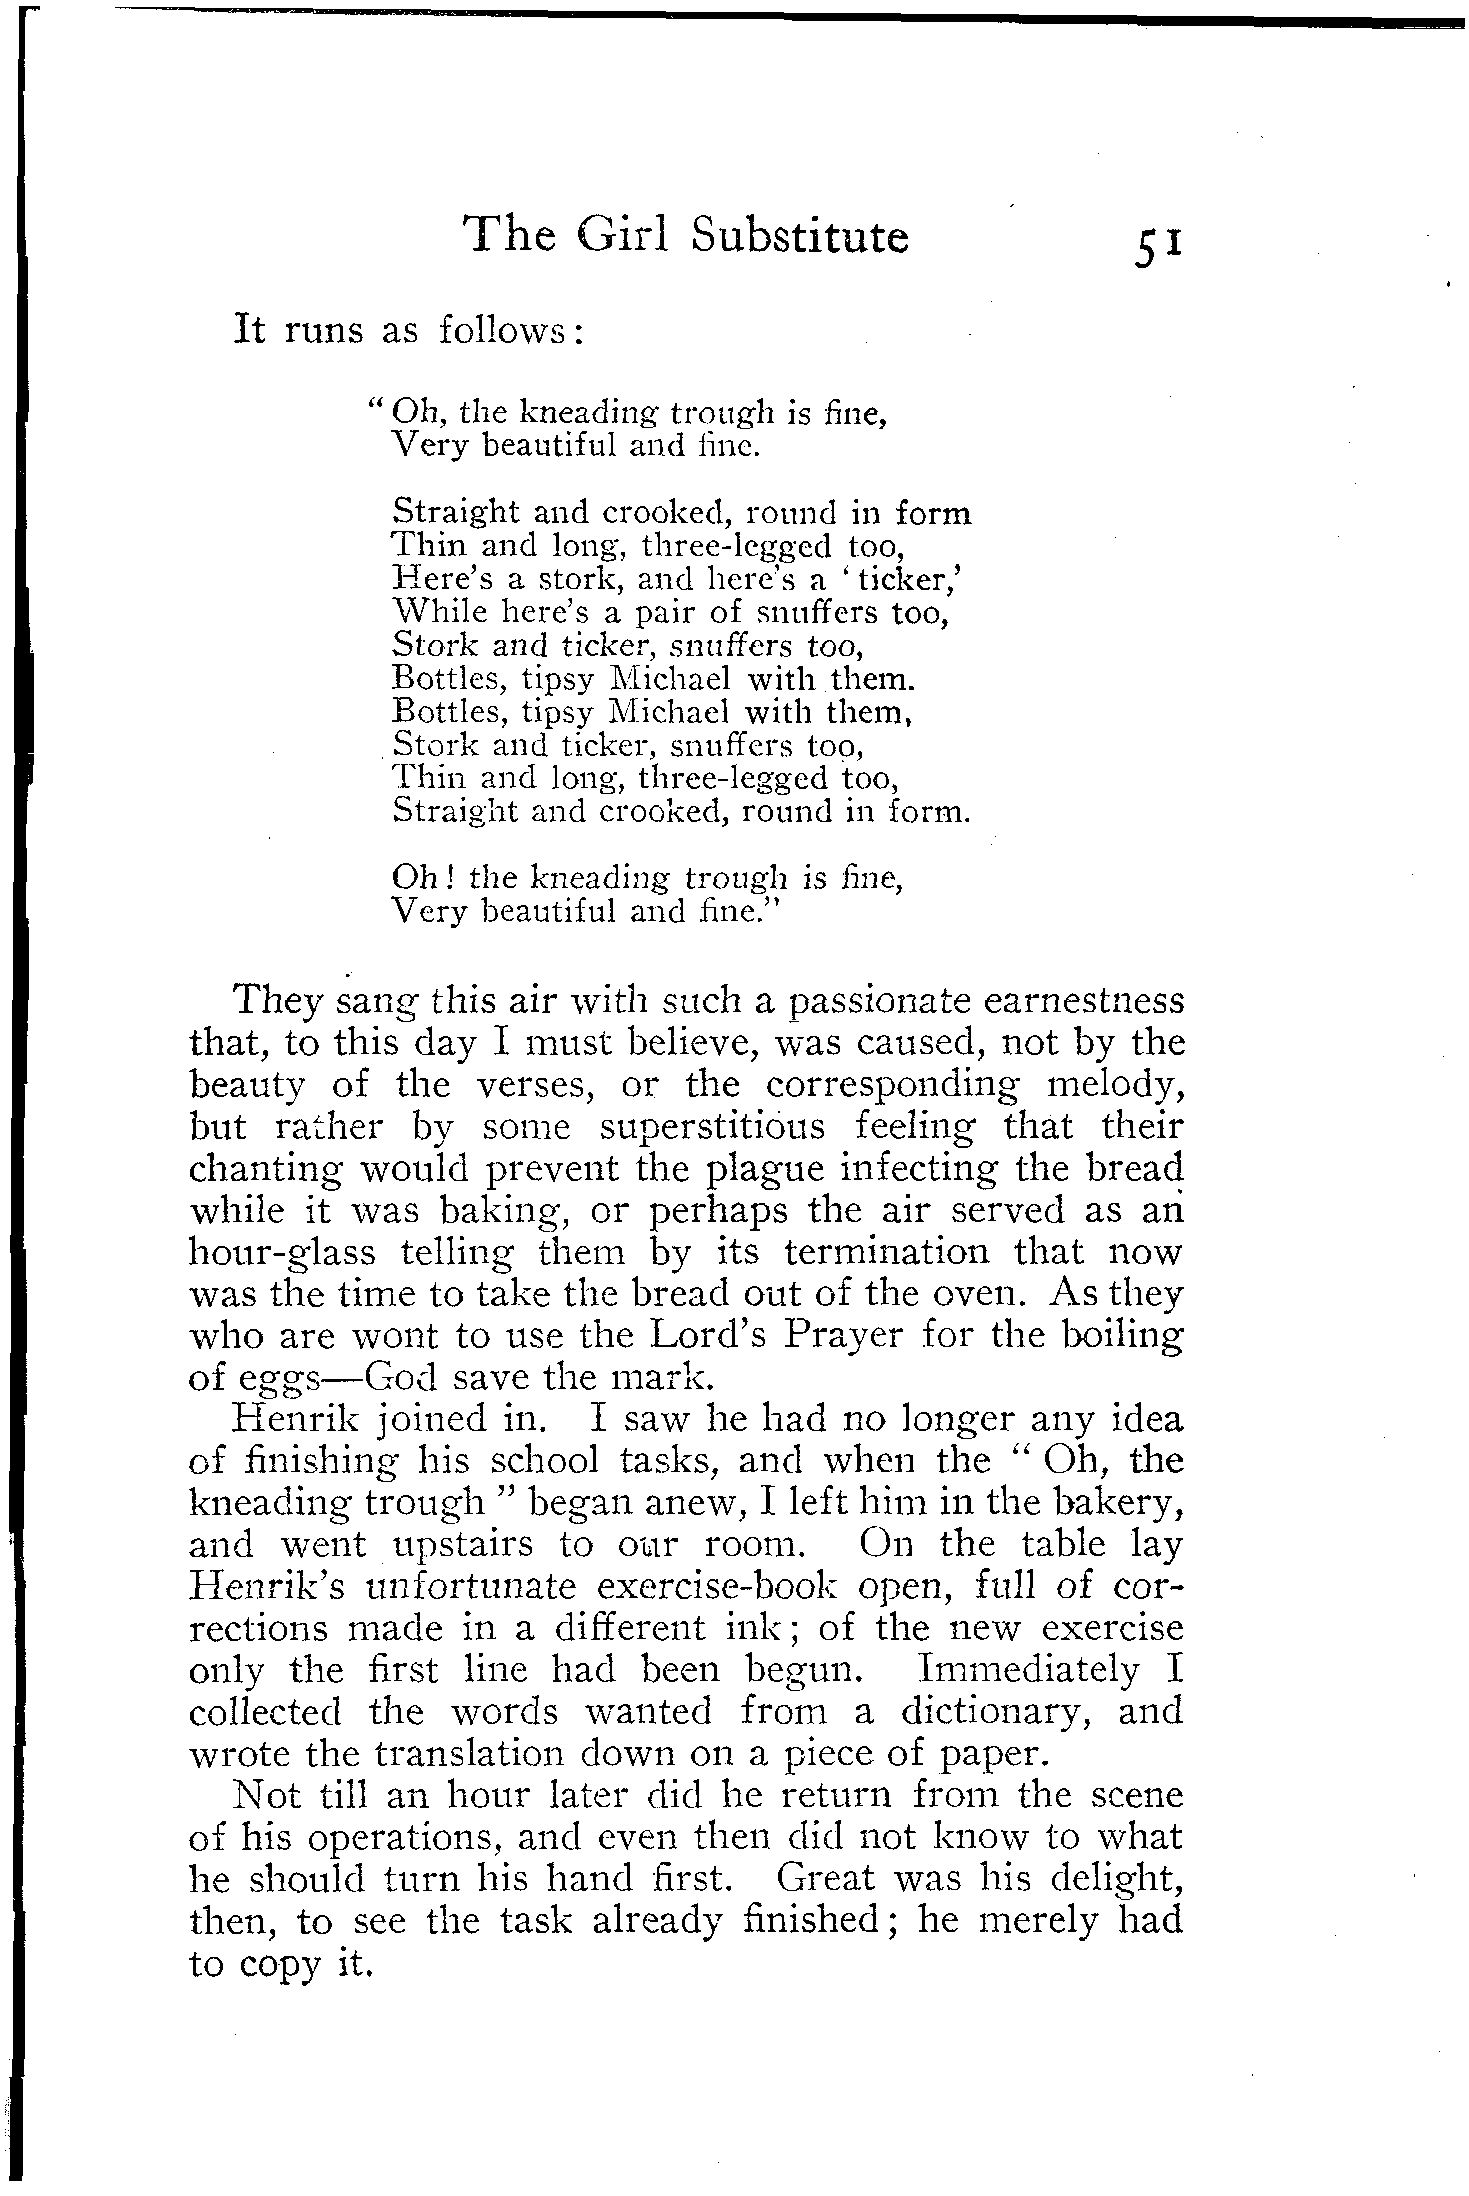 The Girl Substitute 51
It runs as follows:
" Oh, the kneading trough is fine,
Very beautiful and fine.
Straight and crooked, round in form
Thin and long, three-legged too,
Here's a stork, and here's a ' ticker,'
While here's a pair of snuffers too,
Stork and ticker, snuffers too,
Bottles, tipsy Michael with them.
Bottles, tipsy Michael with them,
Stork and ticker, snuffers too,
Thin and long, three-legged too,
Straight and crooked, round in form.
Oh! the kneading trough is fine,
Very beautiful and fine."
They sang this air with such a passionate earnestness
that, to this day I must believe, was caused, not by the
beauty of the verses, or the corresponding melody,
but rather by some superstitious feeling that their
chanting would prevent the plague infecting the bread
while it was baking, or perhaps the air served as an
hour-glass telling them by its termination that now
was the time to take the bread out of the oven. As they
who are wont to use the Lord's Prayer for the boiling
of eggs—God save the mark.
Henrik joined in. I saw he had no longer any idea
of finishing his school tasks, and when the " Oh, the
kneading trough " began anew, I left him in the bakery,
and went upstairs to our room. On the table lay
Henrik's unfortunate exercise-book open, full of cor-
rections made in a different ink; of the new exercise
only the first line had been begun. Immediately I
collected the words wanted from a dictionary, and
wrote the translation down on a piece of paper.
Not till an hour later did he return from the scene
of his operations, and even then did not know to what
he should turn his hand first. Great was his delight,
then, to see the task already finished; he merely had
to copy it.